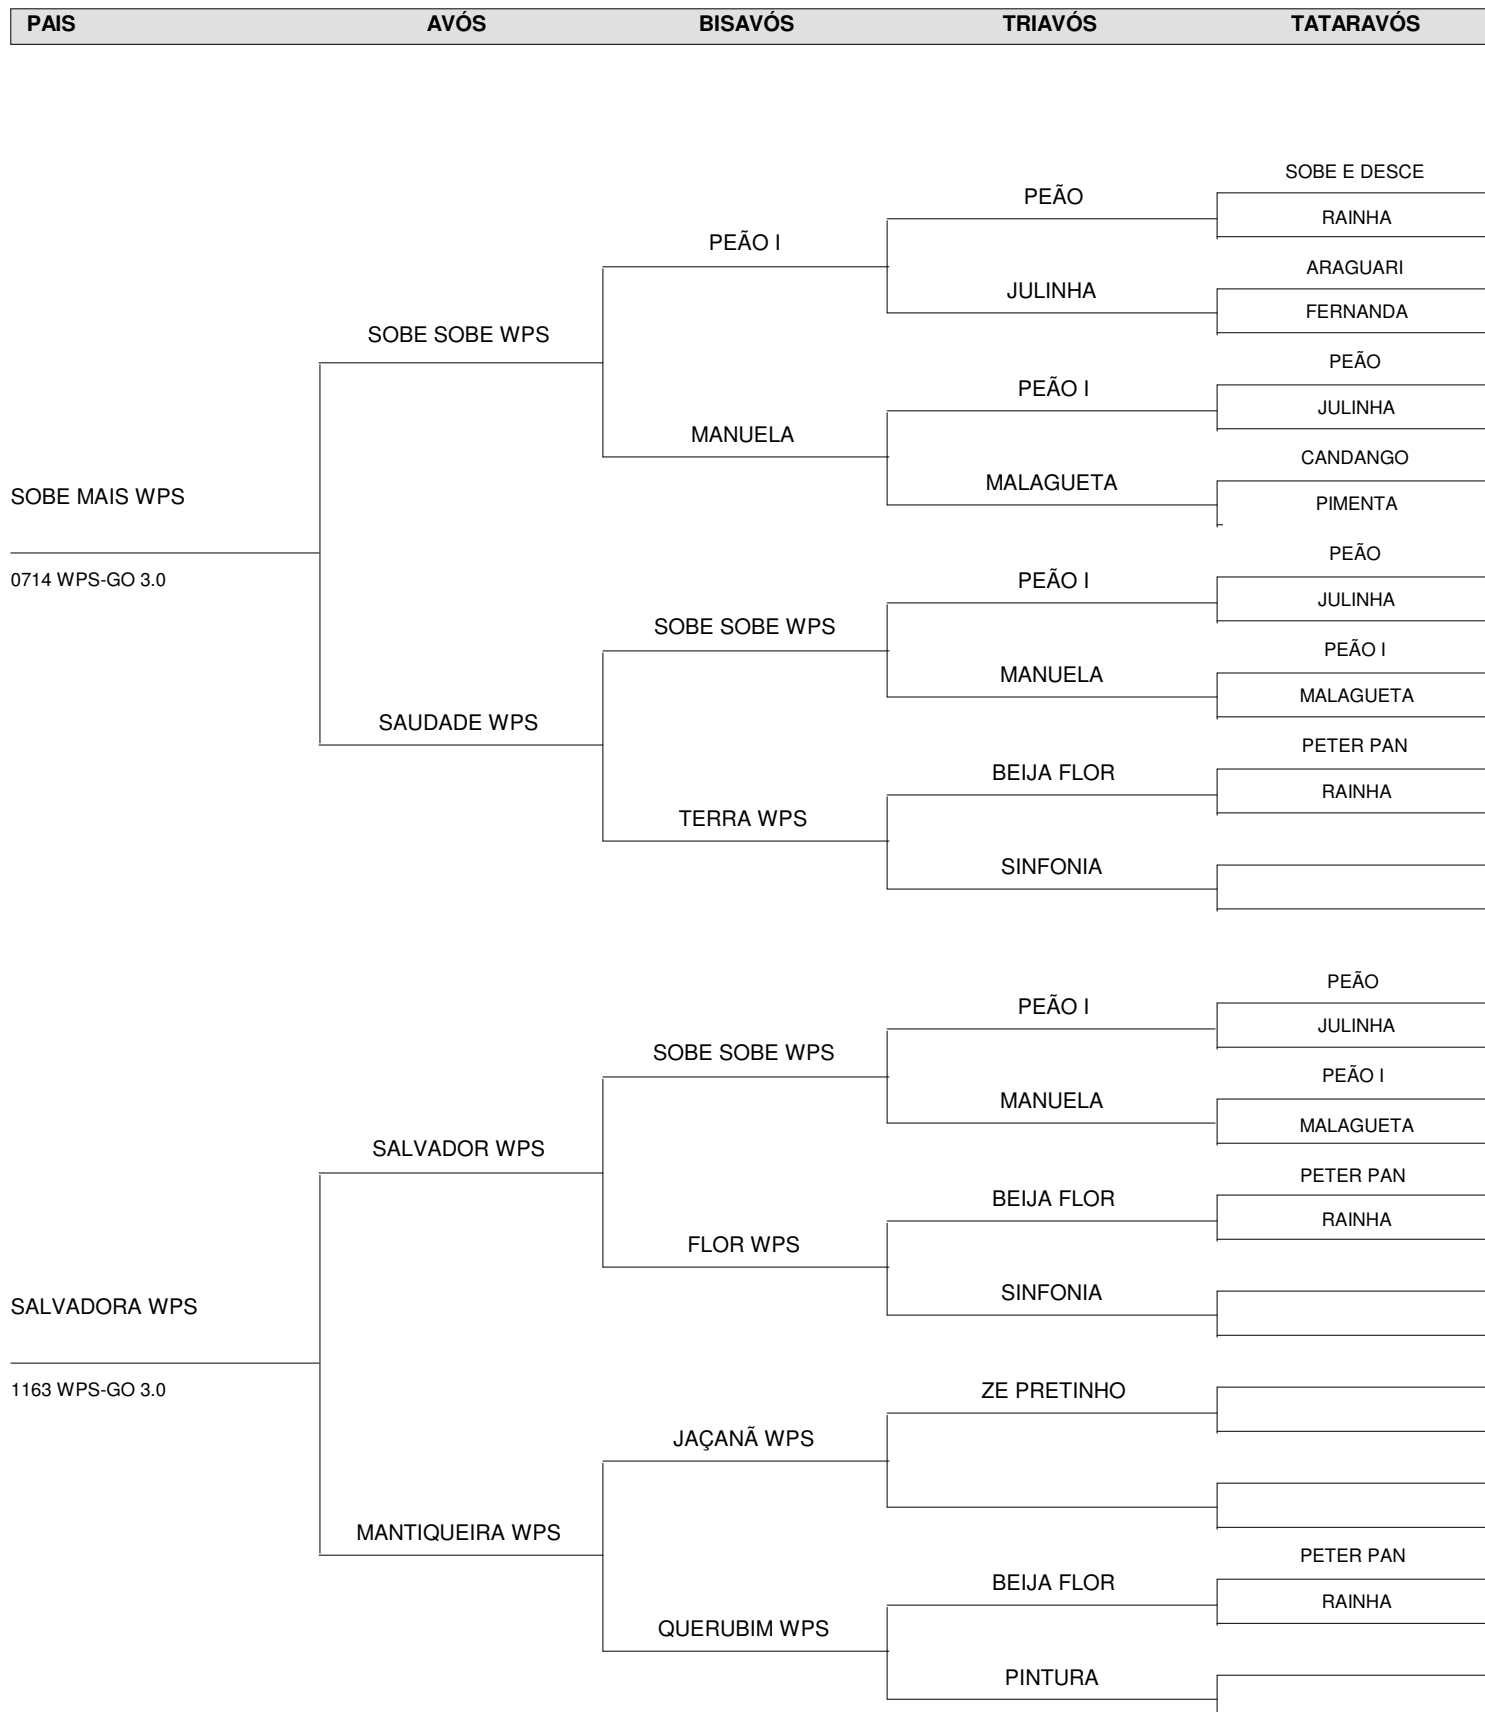 PAIS AVÓS BISAVÓS TRIAVÓS TATARAVÓS
SOBE E DESCE
PEÃO
RAINHA
PEÃO I
ARAGUARI
JULINHA
FERNANDA
SOBE SOBE WPS
PEÃO
PEÃO I
JULINHA
MANUELA
CANDANGO
MALAGUETA
SOBE MAIS WPS
PIMENTA
PEÃO
0714 WPS-GO 3.0
PEÃO I
JULINHA
SOBE SOBE WPS
PEÃO I
MANUELA
MALAGUETA
SAUDADE WPS
PETER PAN
BEIJA FLOR
RAINHA
TERRA WPS
SINFONIA
PEÃO
PEÃO I
JULINHA
SOBE SOBE WPS
PEÃO I
MANUELA
MALAGUETA
SALVADOR WPS
PETER PAN
BEIJA FLOR
RAINHA
FLOR WPS
SINFONIA
SALVADORA WPS
1163 WPS-GO 3.0
ZE PRETINHO
JAÇANÃ WPS
MANTIQUEIRA WPS
PETER PAN
BEIJA FLOR
RAINHA
QUERUBIM WPS
PINTURA